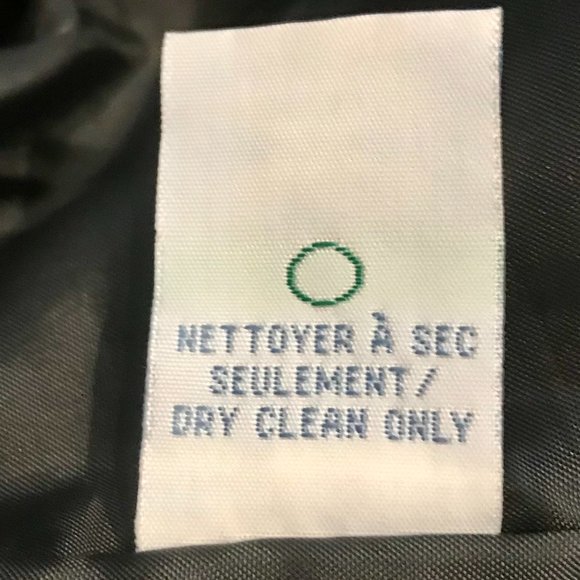 NETTOYER À SEC
SEULEMENT/
DRY CLEAN ONLY